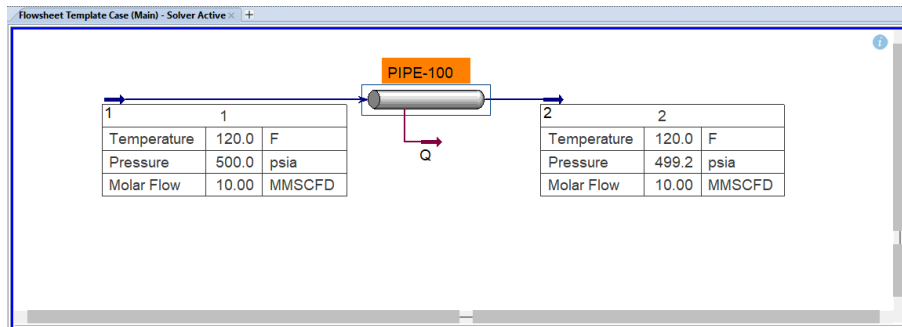 Flowsheet Template Case (Main) - Solver Active × +
i
PIPE-100
1 1
Temperature 120.0 F
Pressure 500.0 psia
Molar Flow 10.00 MMSCFD
Q
2 2
Temperature 120.0 F
Pressure 499.2 psia
Molar Flow 10.00 MMSCFD